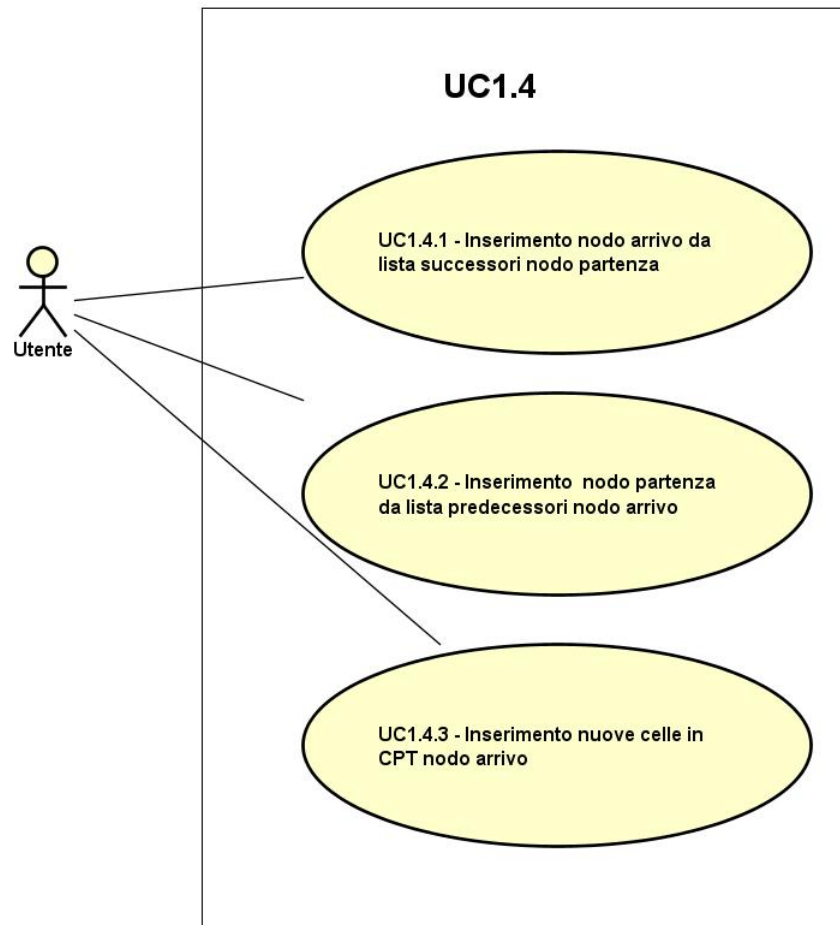 UC1.4
UC1.4.1 - Inserimento nodo arrivo da
lista successori nodo partenza
Utente
UC1.4.2 - Inserimento  nodo partenza
da lista predecessori nodo arrivo
UC1.4.3 - Inserimento nuove celle in
CPT nodo arrivo